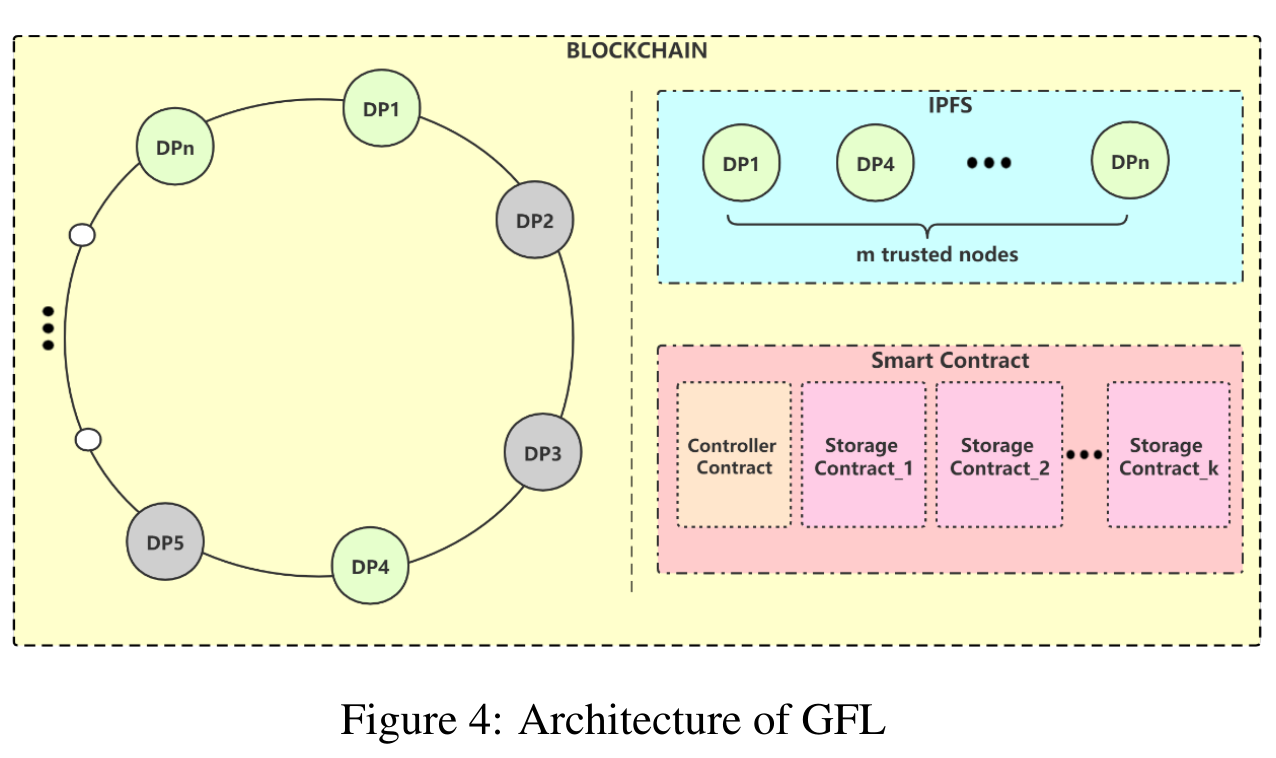 BLOCKCHAIN
DP1
DPn
DP2
DP3
DP5
DP4
IPFS
DP1
DP4
DPn
m trusted nodes
Smart Contract
Controller
Contract
Storage
Contract_1
Storage
Contract_2
Storage
Contract_k
Figure 4: Architecture of GFL